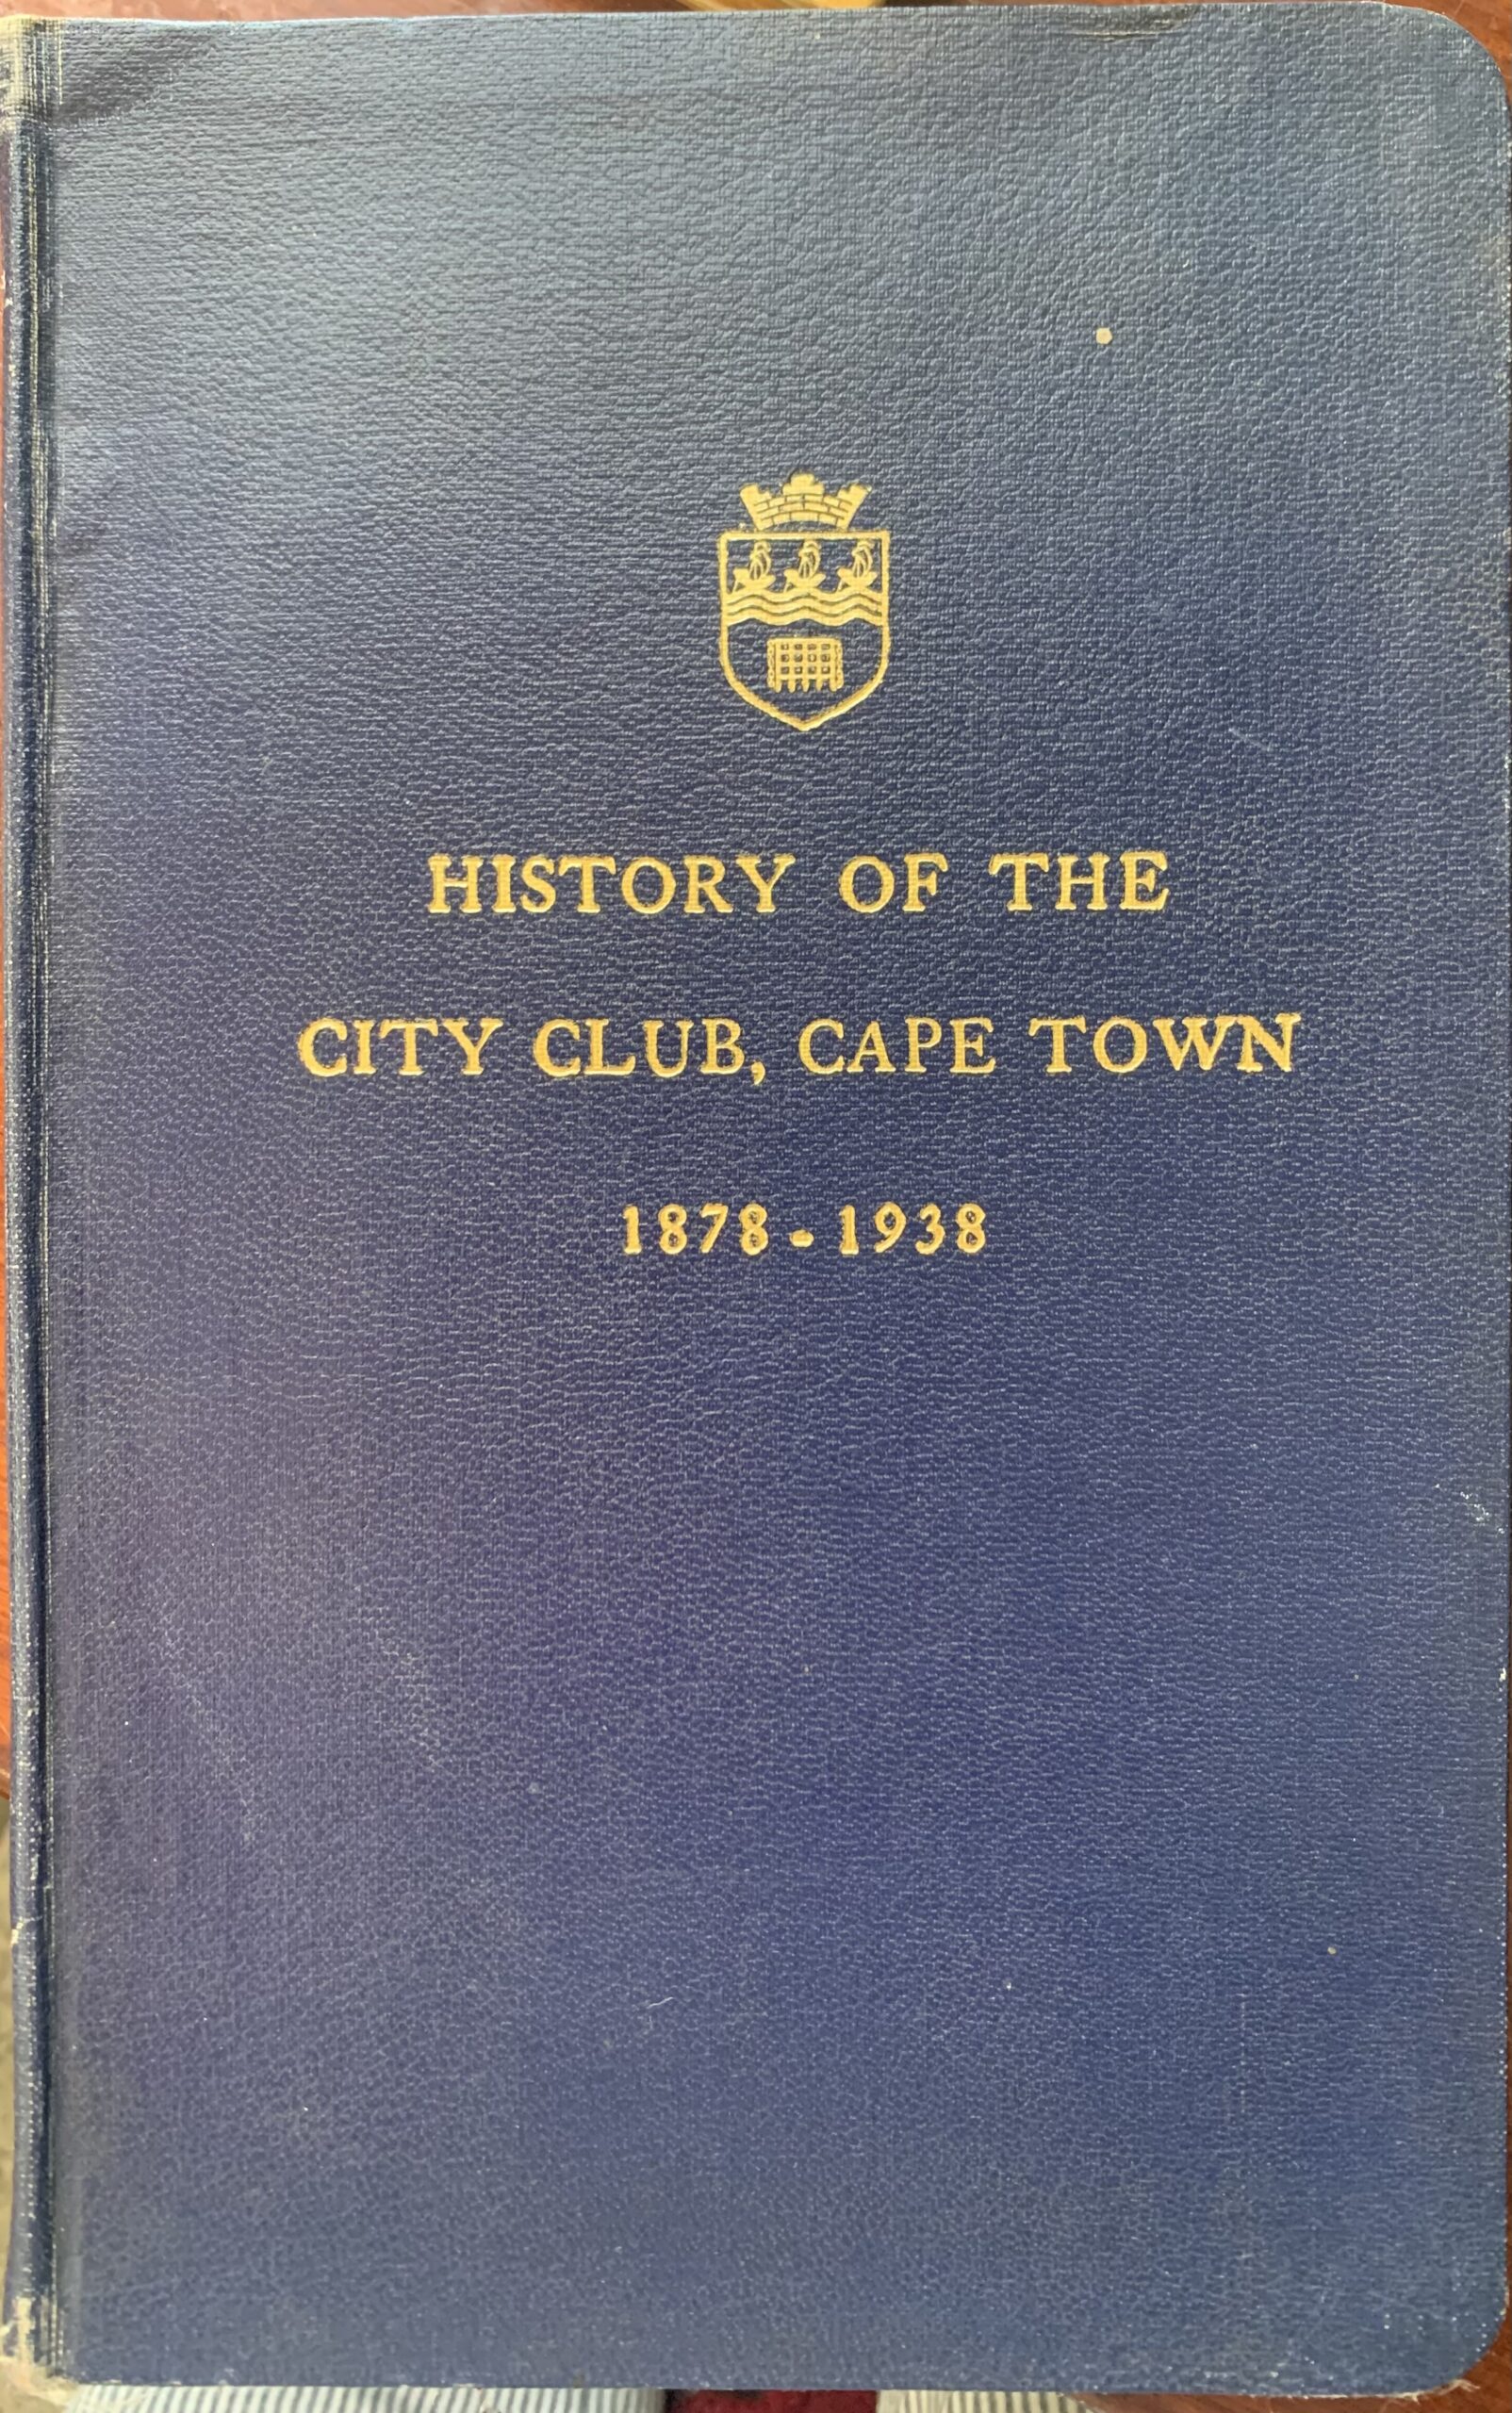 HISTORY OF THE
CITY CLUB, CAPE TOWN
1878-1938